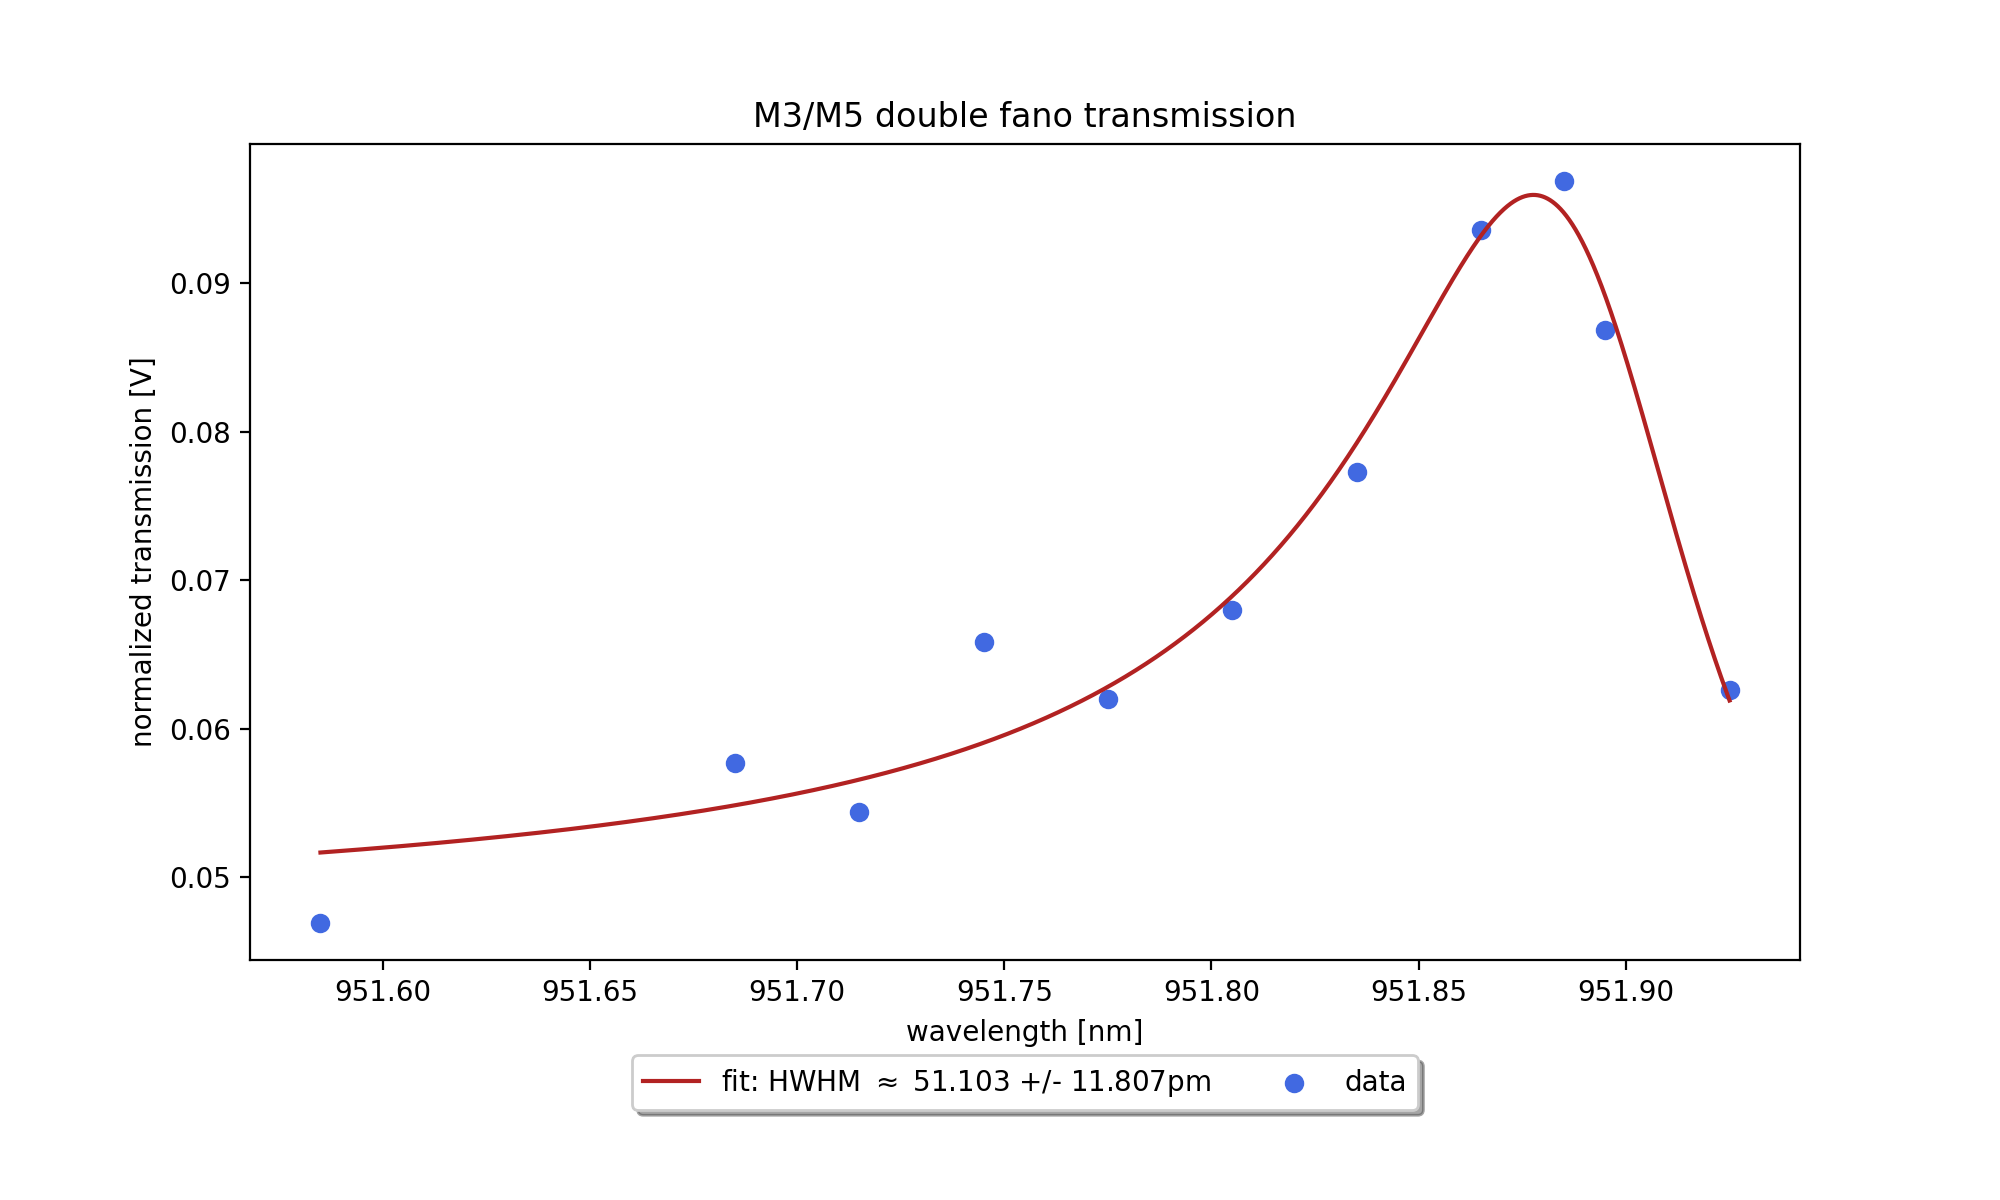 M3/M5 double fano transmission
normalized transmission [V]
0.09
0.08
0.07
0.06
0.05
951.60 951.65 951.70 951.75 951.80 951.85 951.90
wavelength [nm]
fit: HWHM ≈ 51.103 +/- 11.807pm data